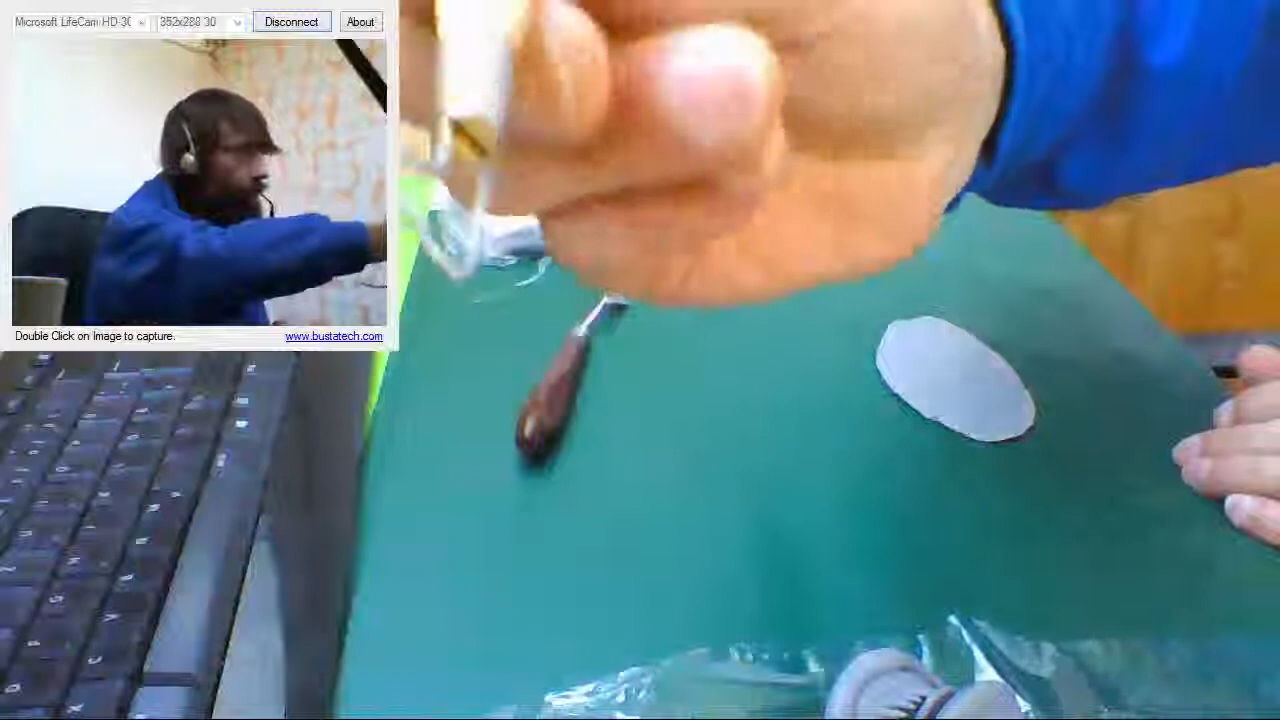 Microsoft LifeCam HD-30
352x288 30
Disconnect
About
Double Click on Image to capture.
www.bustatech.com